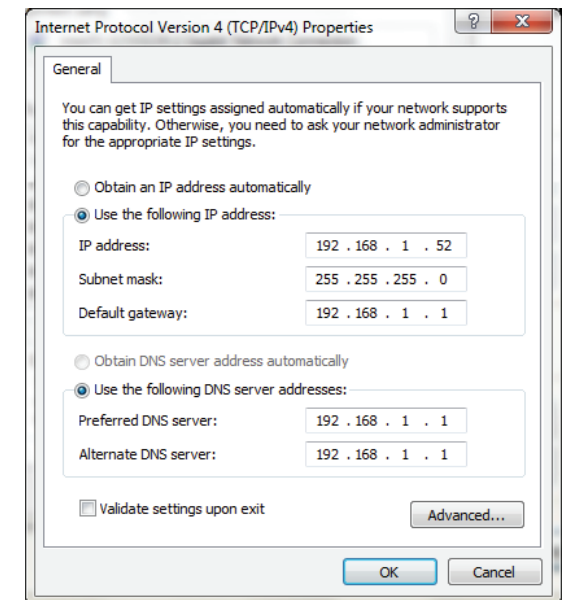 Internet Protocol Version 4 (TCP/IPv4) Properties
General
You can get IP settings assigned automatically if your network supports
this capability. Otherwise, you need to ask your network administrator
for the appropriate IP settings.
Obtain an IP address automatically
Use the following IP address:
IP address: 192 . 168 . 1 . 52
Subnet mask: 255 . 255 . 255 . 0
Default gateway: 192 . 168 . 1 . 1
Obtain DNS server address automatically
Use the following DNS server addresses:
Preferred DNS server: 192 . 168 . 1 . 1
Alternate DNS server: 192 . 168 . 1 . 1
Validate settings upon exit
Advanced...
OK Cancel